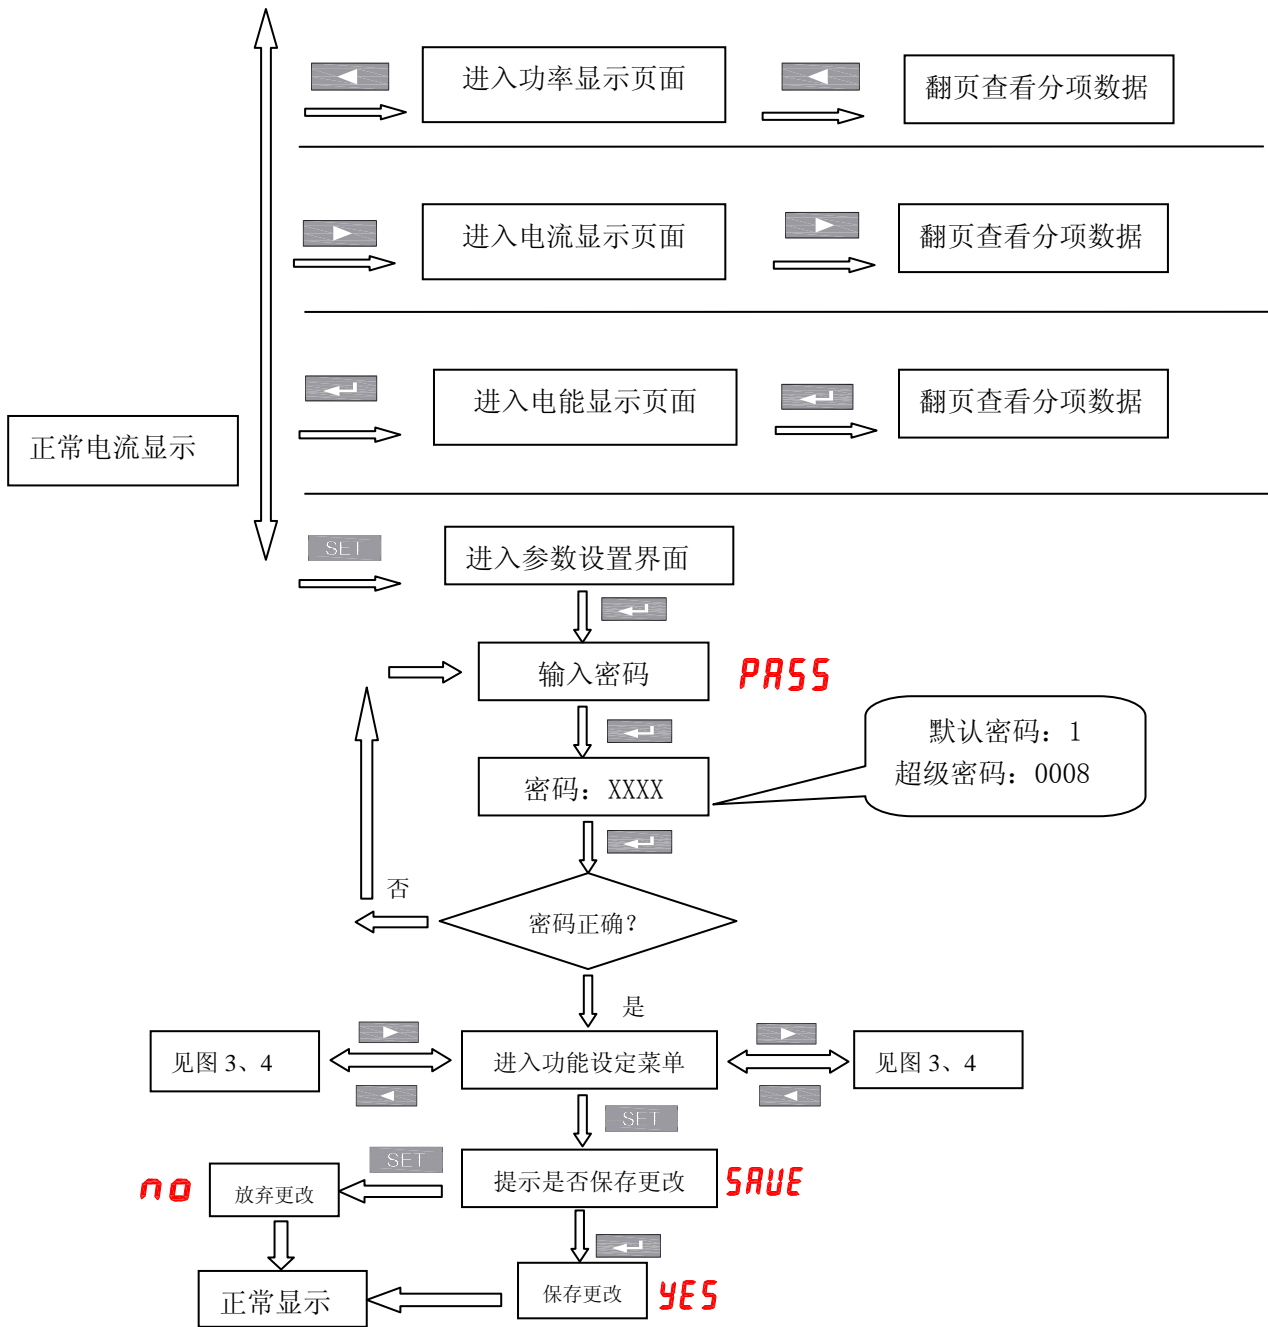 进入功率显示页面
翻页查看分项数据
进入电流显示页面
翻页查看分项数据
进入电能显示页面
翻页查看分项数据
正常电流显示
SET
进入参数设置界面
输入密码
PASS
默认密码：1
超级密码：0008
密码：XXXX
否
密码正确？
是
见图 3、4
进入功能设定菜单
见图 3、4
SET
SET
提示是否保存更改
SAVE
no
放弃更改
正常显示
保存更改
YES